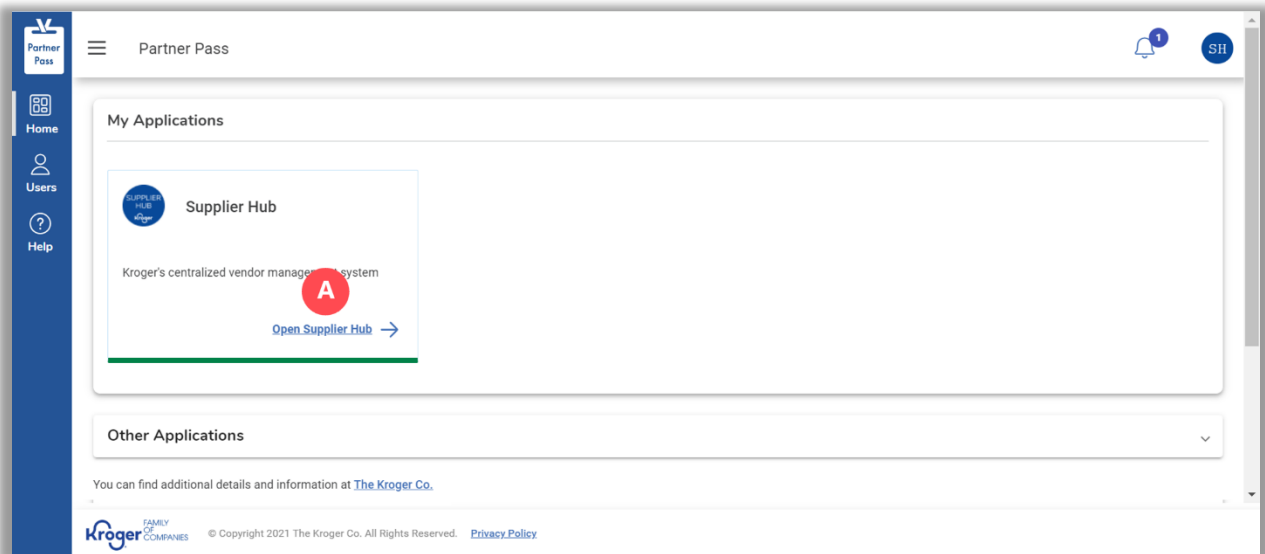 Partner
Pass
Partner Pass
1
SH
Home
Users
Help
My Applications
SUPPLIER
HUB
Kroger
Supplier Hub
Kroger's centralized vendor management system
A
Open Supplier Hub
Other Applications
You can find additional details and information at The Kroger Co.
Kroger FAMILY
OF
COMPANIES
© Copyright 2021 The Kroger Co. All Rights Reserved. Privacy Policy